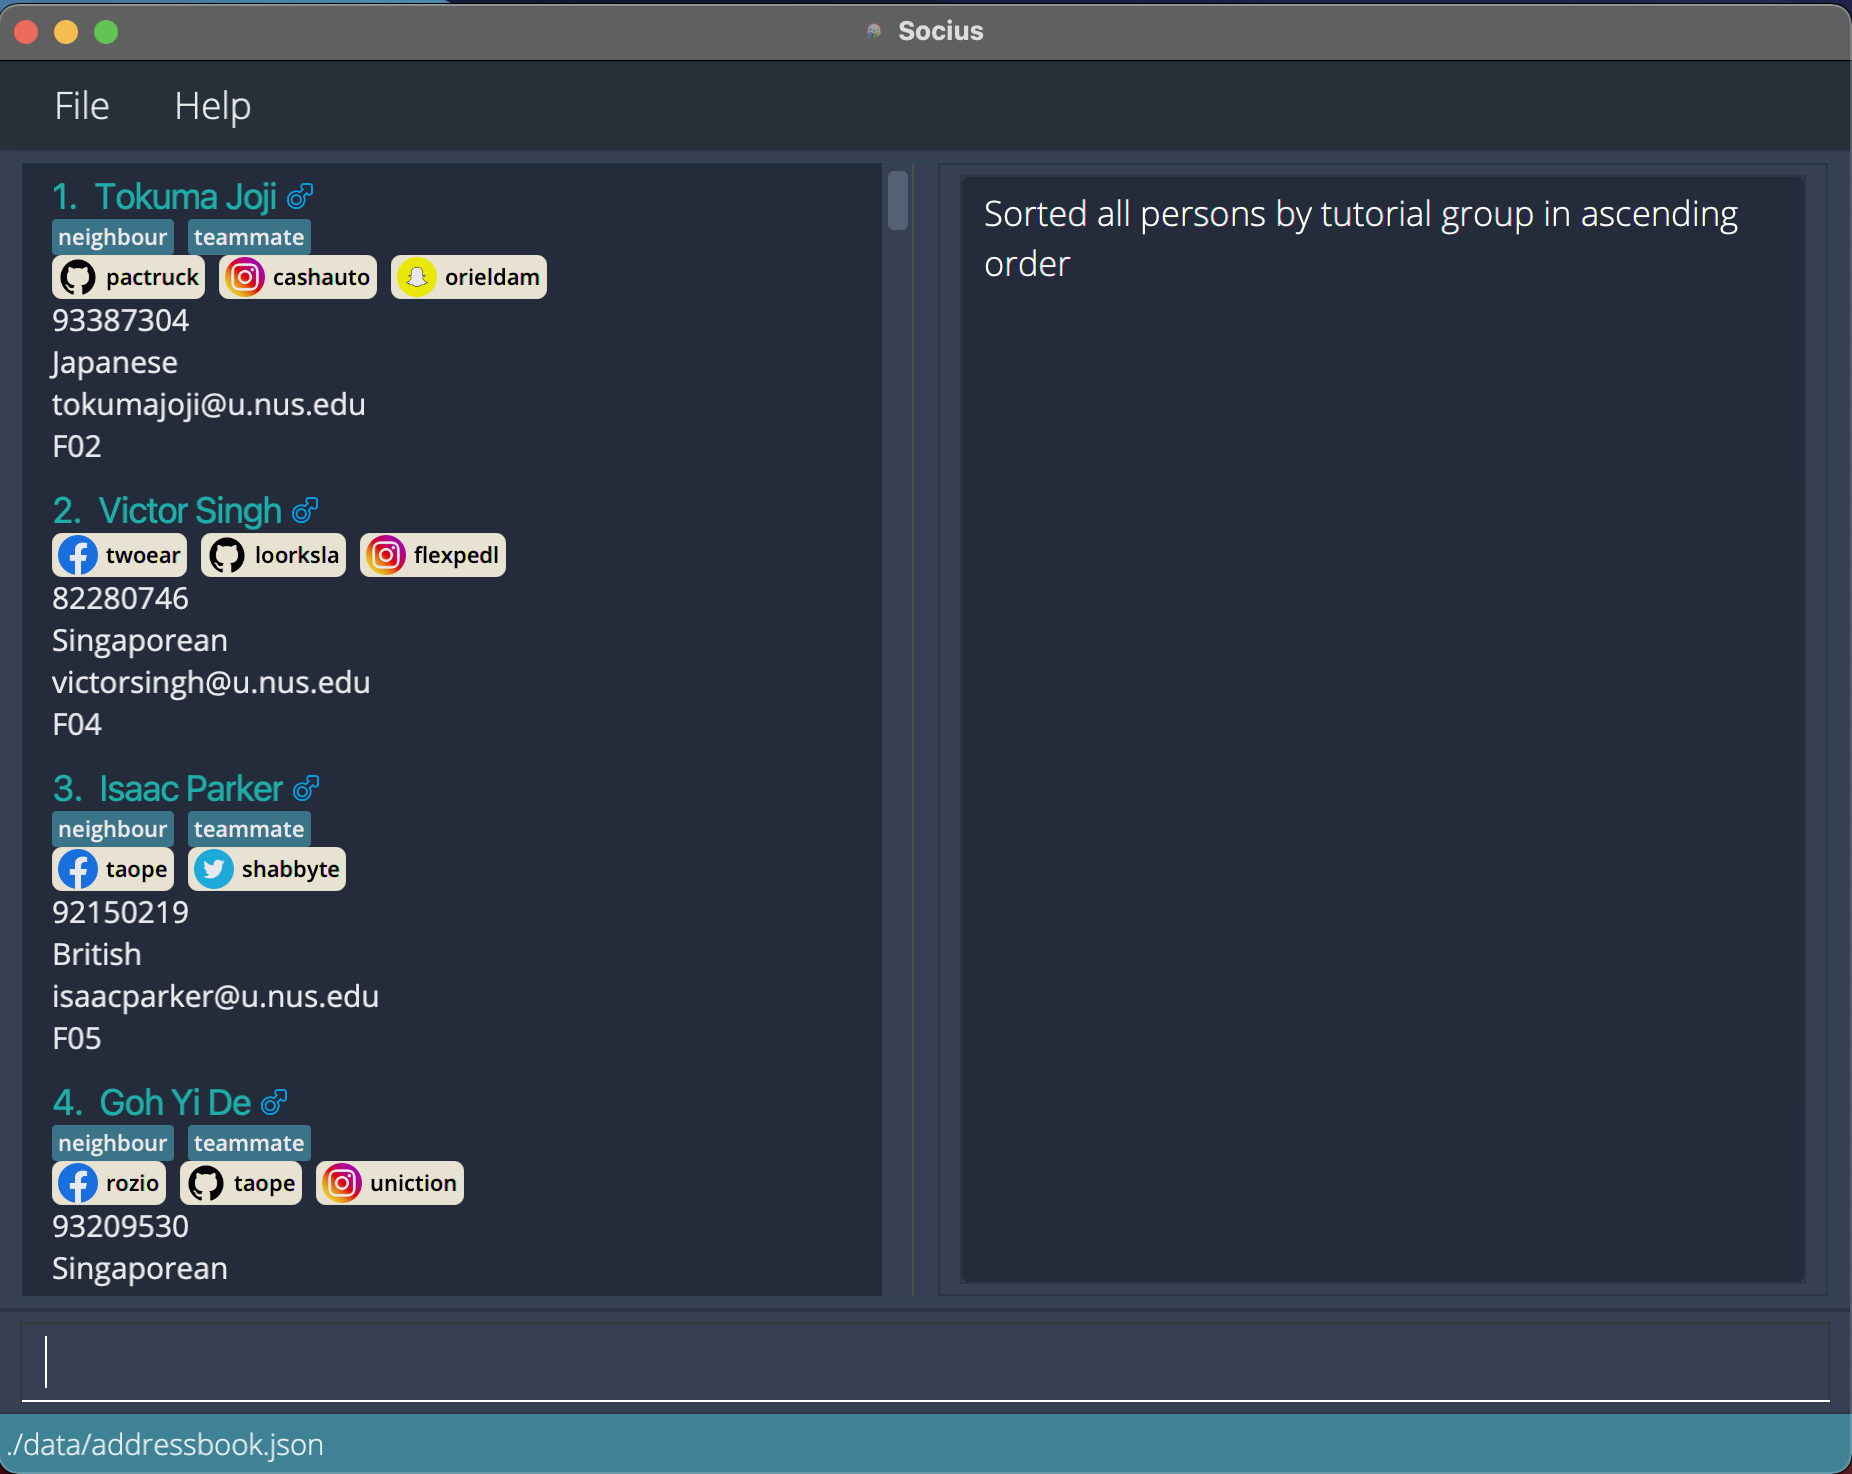 Socius
File Help
1. Tokuma Joji
neighbour teammate
pactruck cashauto orieldam
93387304
Japanese
tokumajoji@u.nus.edu
F02
2. Victor Singh
twoear loorksla flexpedl
82280746
Singaporean
victorsingh@u.nus.edu
F04
3. Isaac Parker
neighbour teammate
taope shabbyte
92150219
British
isaacparker@u.nus.edu
F05
4. Goh Yi De
neighbour teammate
rozio taope uniction
93209530
Singaporean
Sorted all persons by tutorial group in ascending
order
./data/addressbook.json